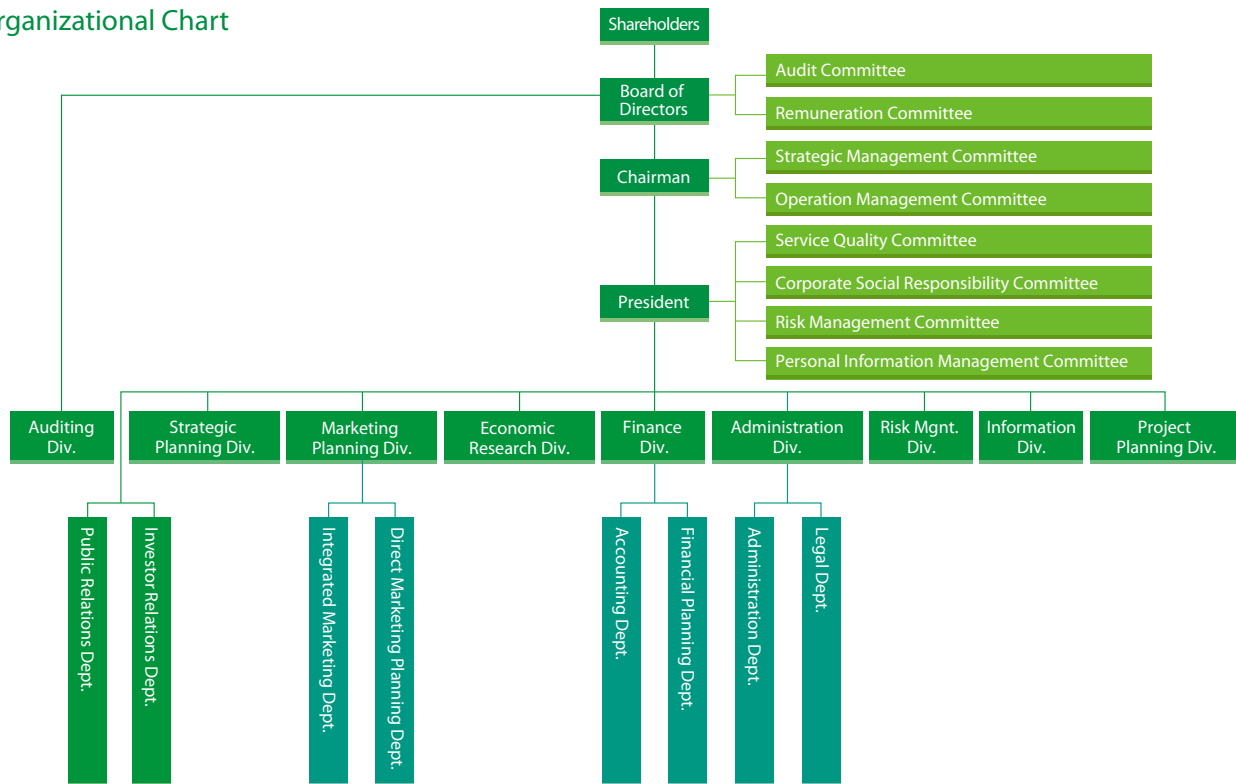 rganizational Chart
Shareholders
Board of
Directors
Audit Committee
Remuneration Committee
Chairman
Strategic Management Committee
Operation Management Committee
President
Service Quality Committee
Corporate Social Responsibility Committee
Risk Management Committee
Personal Information Management Committee
Auditing
Div.
Strategic
Planning Div.
Marketing
Planning Div.
Economic
Research Div.
Finance
Div.
Administration
Div.
Risk Mgnt.
Div.
Information
Div.
Project
Planning Div.
Public Relations Dept.
Investor Relations Dept.
Integrated Marketing Dept.
Direct Marketing Planning Dept.
Accounting Dept.
Financial Planning Dept.
Administration Dept.
Legal Dept.